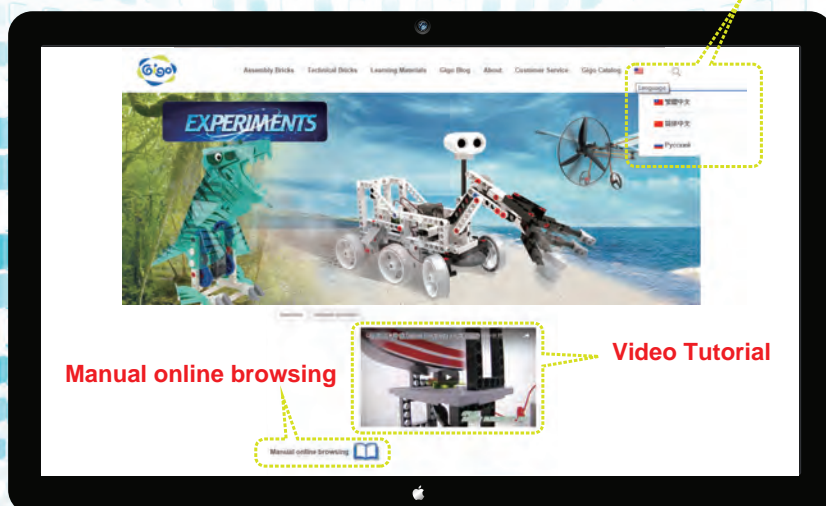 Gigo
Assembly Bricks Technical Bricks Learning Materials Gigo Blog About Customer Service Gigo Catalog
Language
繁體中文
简体中文
Русский
EXPERIMENTS
Manual online browsing
Video Tutorial
Manual online browsing